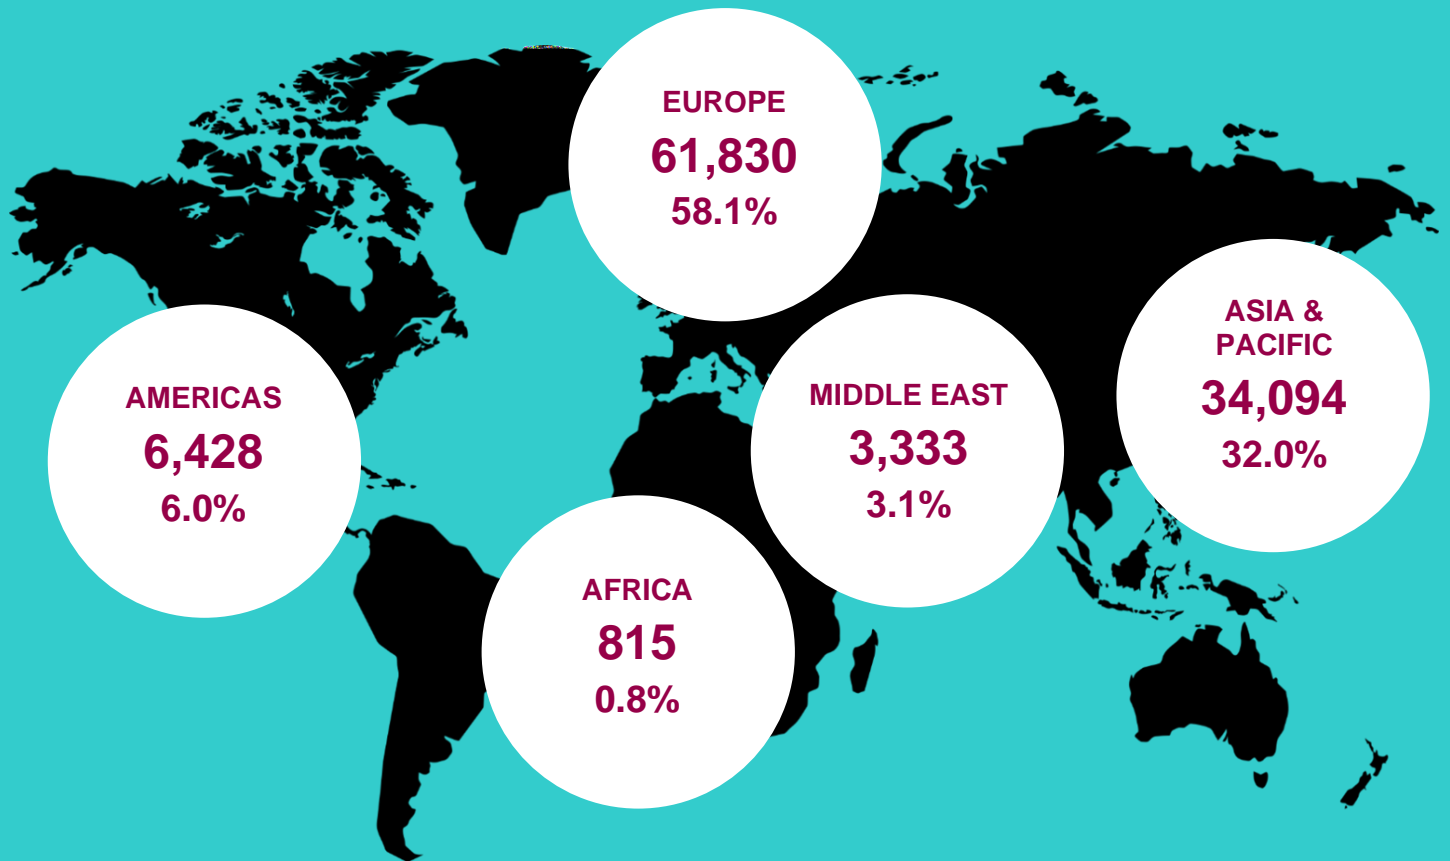 EUROPE
61,830
58.1%
ASIA &
PACIFIC
34,094
32.0%
AMERICAS
6,428
6.0%
MIDDLE EAST
3,333
3.1%
AFRICA
815
0.8%